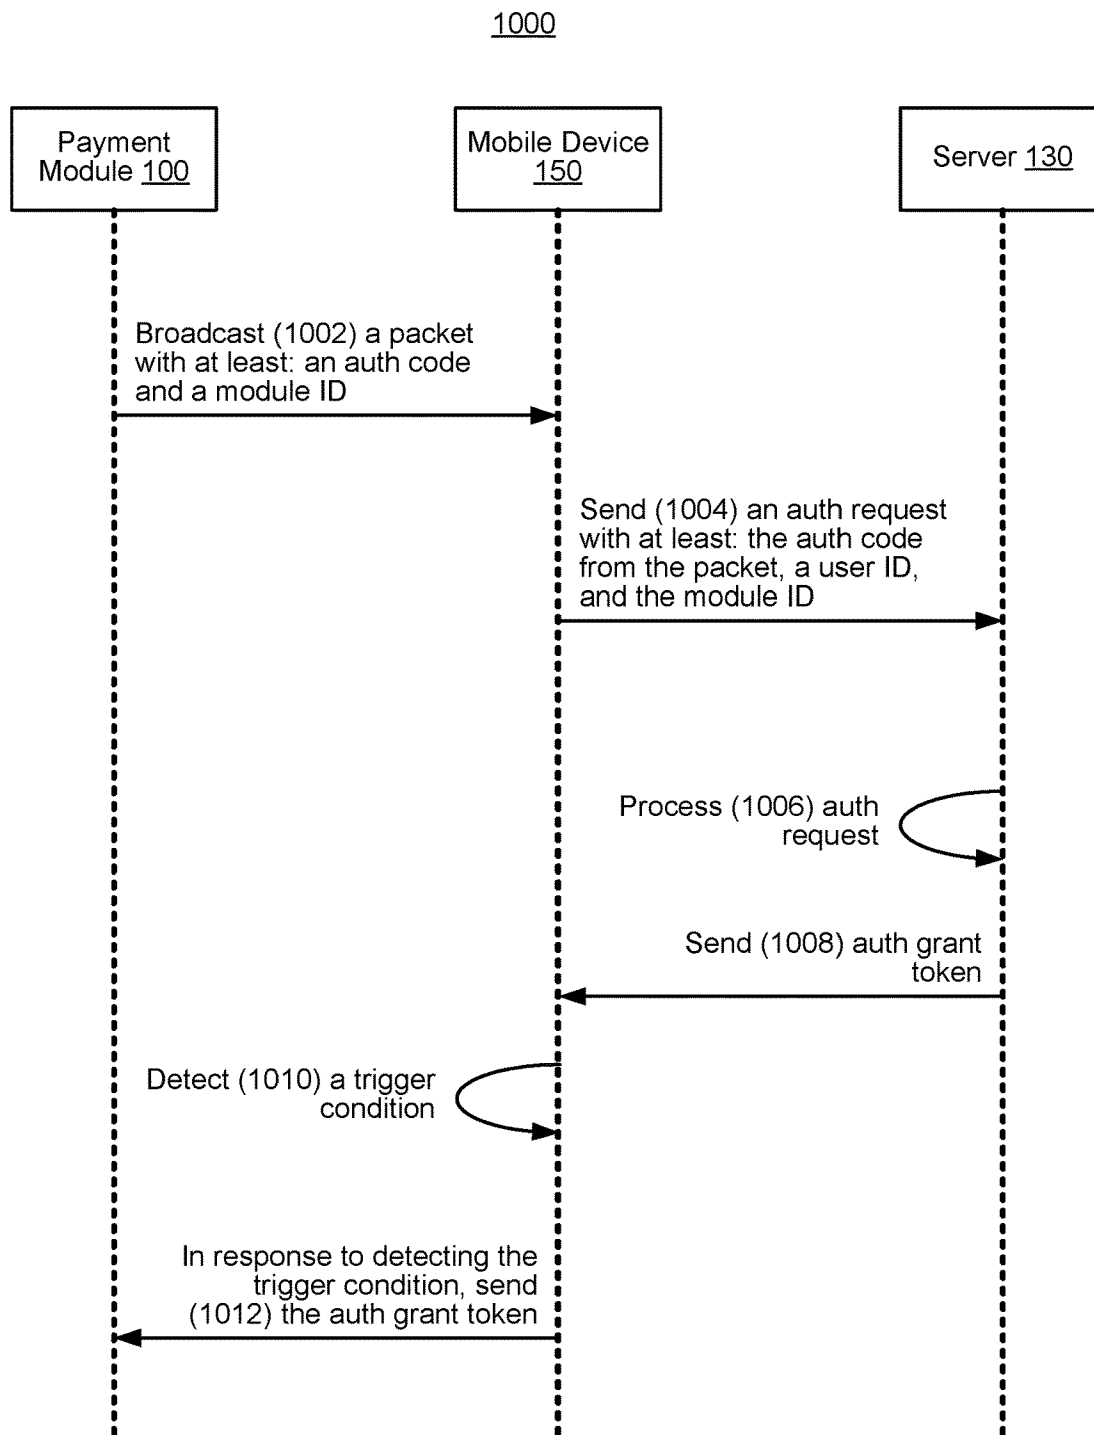 1000
Payment
Module 100
Mobile Device
150
Server 130
Broadcast (1002) a packet
with at least: an auth code
and a module ID
Send (1004) an auth request
with at least: the auth code
from the packet, a user ID,
and the module ID
Process (1006) auth
request
Send (1008) auth grant
token
Detect (1010) a trigger
condition
In response to detecting the
trigger condition, send
(1012) the auth grant token